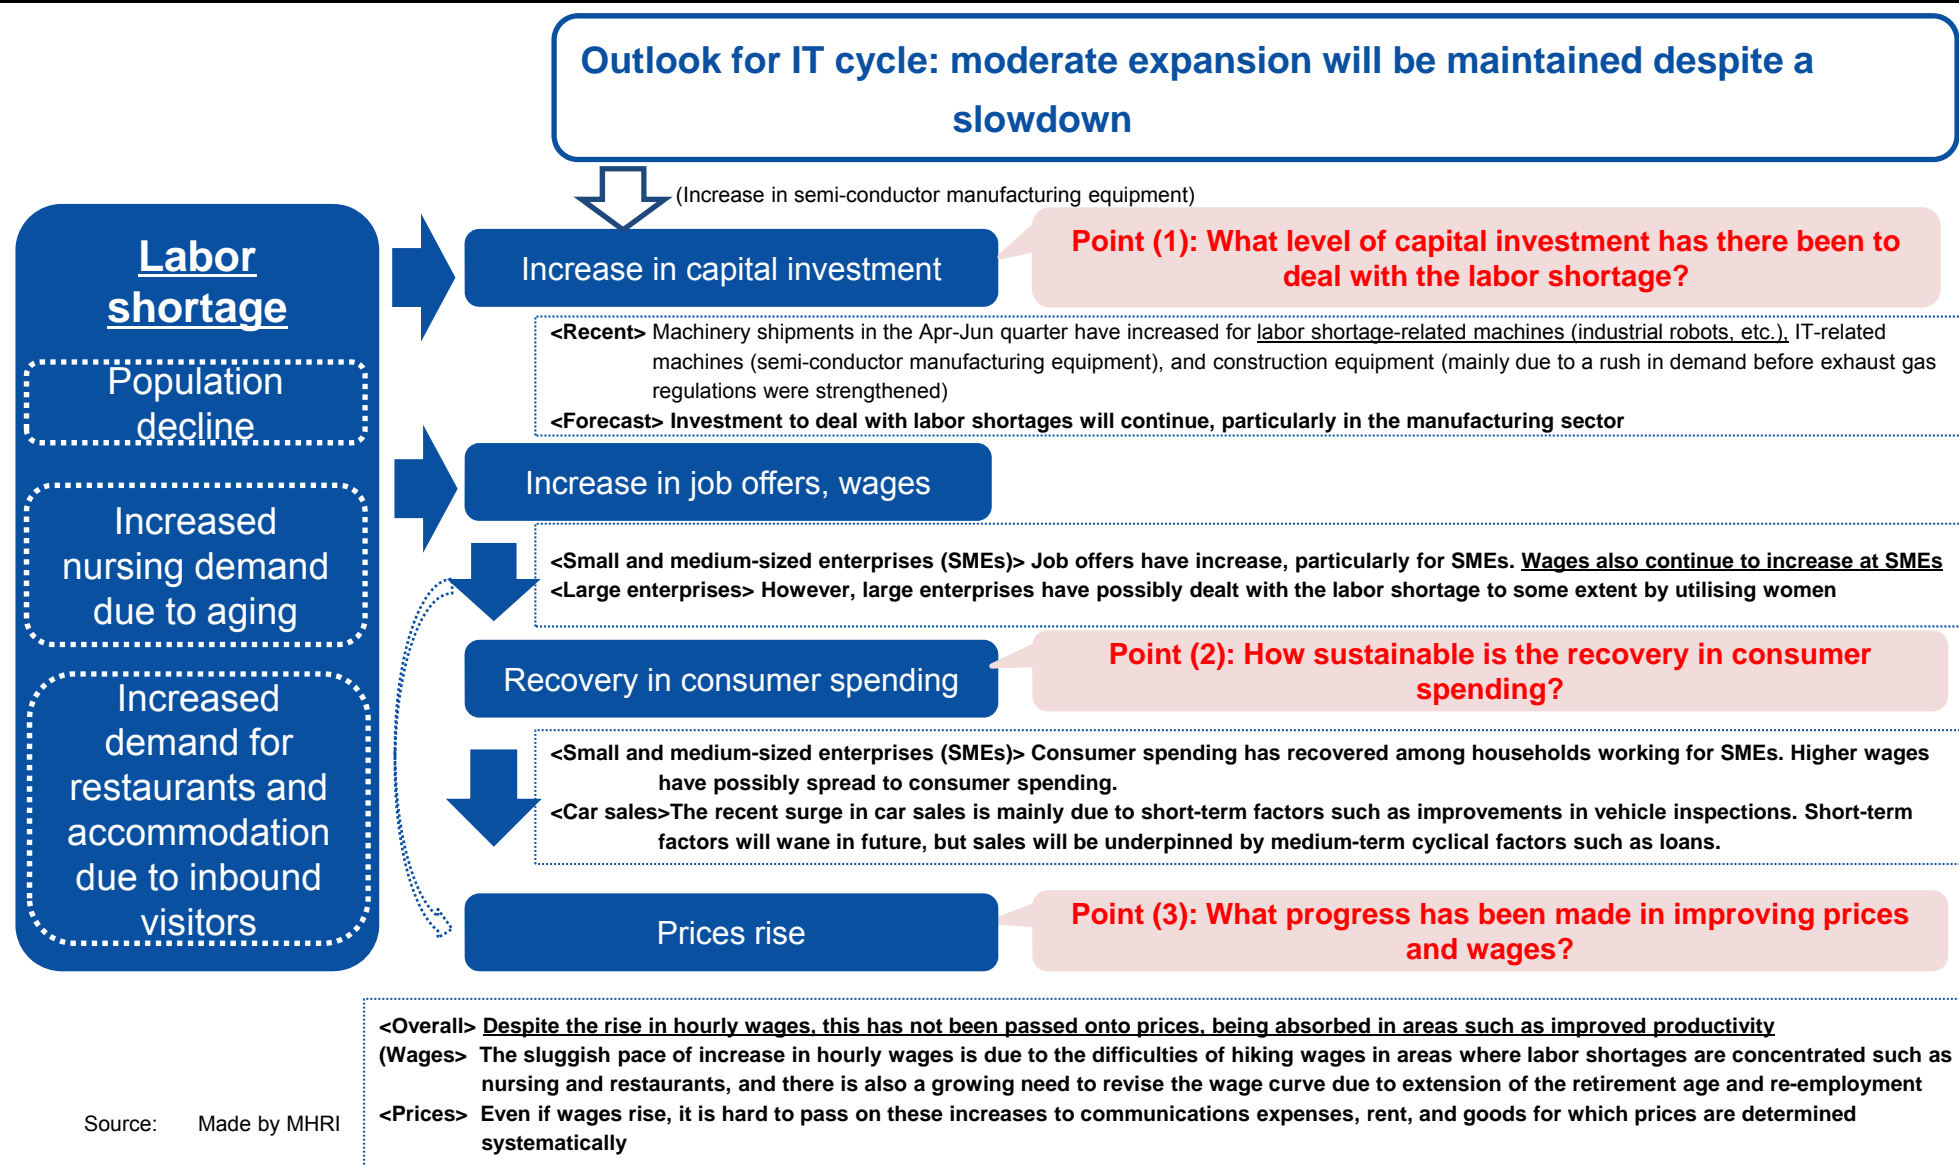 Outlook for IT cycle: moderate expansion will be maintained despite a
slowdown
(Increase in semi-conductor manufacturing equipment)
Labor
shortage
Population
decline
Increased
nursing demand
due to aging
Increased
demand for
restaurants and
accommodation
due to inbound
visitors
Increase in capital investment
Point (1): What level of capital investment has there been to
deal with the labor shortage?
<Recent> Machinery shipments in the Apr-Jun quarter have increased for labor shortage-related machines (industrial robots, etc.), IT-related
machines (semi-conductor manufacturing equipment), and construction equipment (mainly due to a rush in demand before exhaust gas
regulations were strengthened)
<Forecast> Investment to deal with labor shortages will continue, particularly in the manufacturing sector
Increase in job offers, wages
<Small and medium-sized enterprises (SMEs)> Job offers have increase, particularly for SMEs. Wages also continue to increase at SMEs
<Large enterprises> However, large enterprises have possibly dealt with the labor shortage to some extent by utilising women
Recovery in consumer spending
Point (2): How sustainable is the recovery in consumer
spending?
<Small and medium-sized enterprises (SMEs)> Consumer spending has recovered among households working for SMEs. Higher wages
have possibly spread to consumer spending.
<Car sales>The recent surge in car sales is mainly due to short-term factors such as improvements in vehicle inspections. Short-term
factors will wane in future, but sales will be underpinned by medium-term cyclical factors such as loans.
Prices rise
Point (3): What progress has been made in improving prices
and wages?
<Overall> Despite the rise in hourly wages, this has not been passed onto prices, being absorbed in areas such as improved productivity
(Wages> The sluggish pace of increase in hourly wages is due to the difficulties of hiking wages in areas where labor shortages are concentrated such as
nursing and restaurants, and there is also a growing need to revise the wage curve due to extension of the retirement age and re-employment
<Prices> Even if wages rise, it is hard to pass on these increases to communications expenses, rent, and goods for which prices are determined
systematically
Source: Made by MHRI